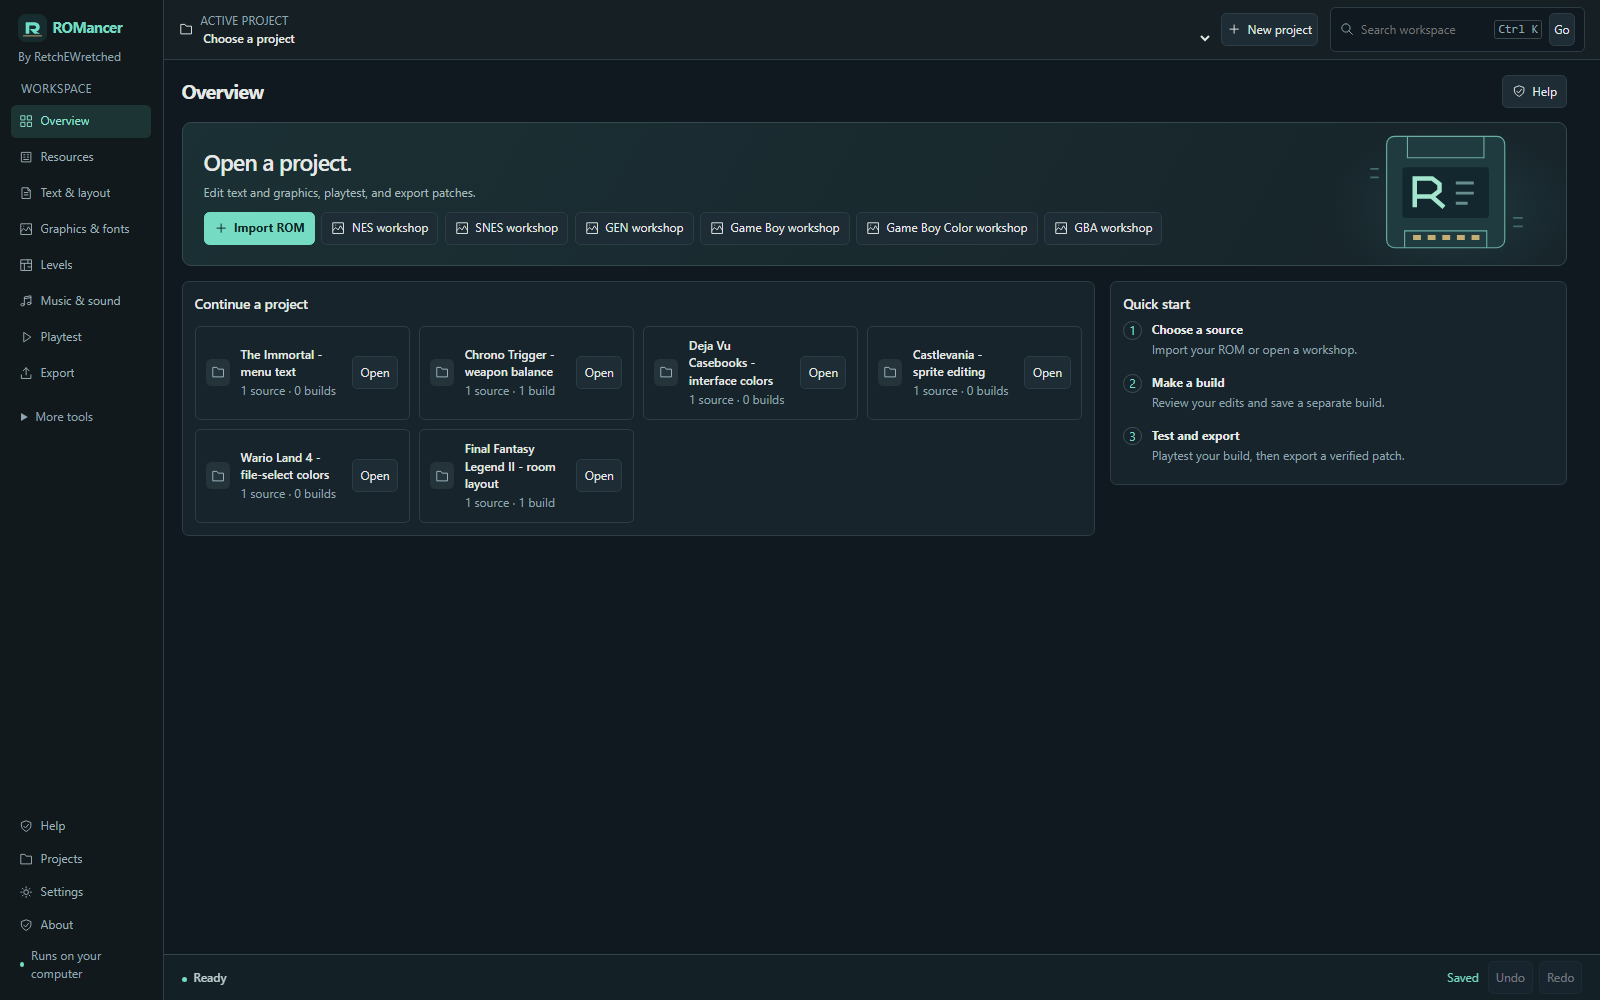 ROMancer
By RetchEWretched
WORKSPACE
Overview
Resources
Text & layout
Graphics & fonts
Levels
Music & sound
Playtest
Export
More tools
Help
Projects
Settings
About
Runs on your
computer
ACTIVE PROJECT
Choose a project
New project
Search workspace
Ctrl K
Go
Overview
Help
Open a project.
Edit text and graphics, playtest, and export patches.
Import ROM
NES workshop
SNES workshop
GEN workshop
Game Boy workshop
Game Boy Color workshop
GBA workshop
R
Continue a project
The Immortal -
menu text
1 source · 0 builds
Open
Chrono Trigger -
weapon balance
1 source · 1 build
Open
Deja Vu
Casebooks -
interface colors
1 source · 0 builds
Open
Castlevania -
sprite editing
1 source · 0 builds
Open
Wario Land 4 -
file-select colors
1 source · 0 builds
Open
Final Fantasy
Legend II - room
layout
1 source · 1 build
Open
Quick start
1
Choose a source
Import your ROM or open a workshop.
2
Make a build
Review your edits and save a separate build.
3
Test and export
Playtest your build, then export a verified patch.
Ready
Saved
Undo
Redo